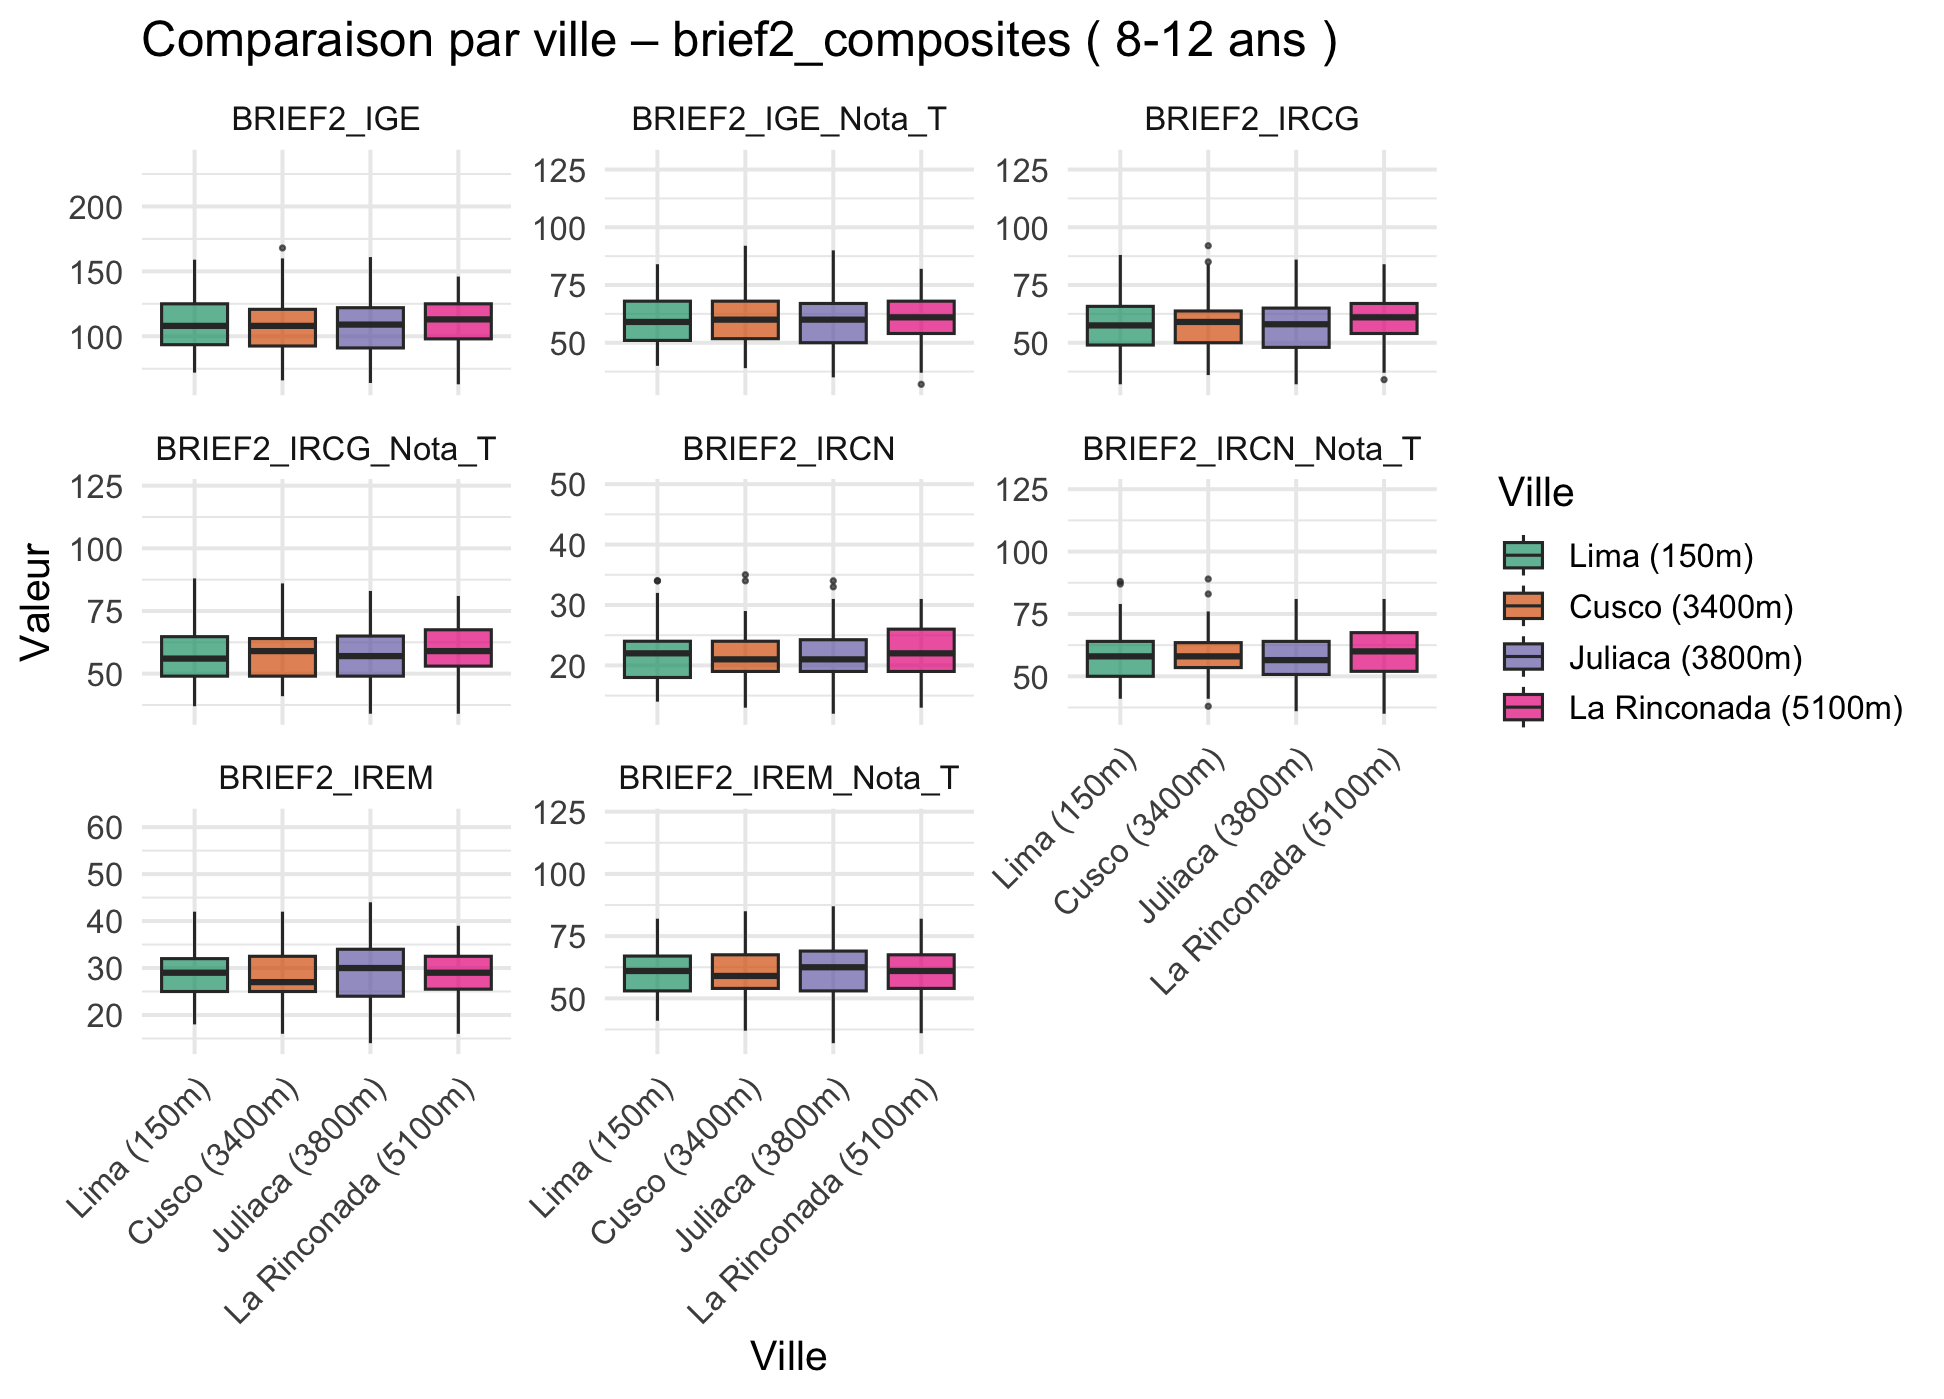 Comparaison par ville – brief2_composites ( 8-12 ans )
BRIEF2_IGE
BRIEF2_IGE_Nota_T
BRIEF2_IRCG
200
150
100
125
100
75
50
125
100
75
50
BRIEF2_IRCG_Nota_T
BRIEF2_IRCN
BRIEF2_IRCN_Nota_T
125
100
75
50
50
40
30
20
125
100
75
50
Valeur
Lima (150m)
Cusco (3400m)
Juliaca (3800m)
La Rinconada (5100m)
BRIEF2_IREM
BRIEF2_IREM_Nota_T
60
50
40
30
20
125
100
75
50
Lima (150m)
Cusco (3400m)
Juliaca (3800m)
La Rinconada (5100m)
Lima (150m)
Cusco (3400m)
Juliaca (3800m)
La Rinconada (5100m)
Ville
Ville
Lima (150m)
Cusco (3400m)
Juliaca (3800m)
La Rinconada (5100m)